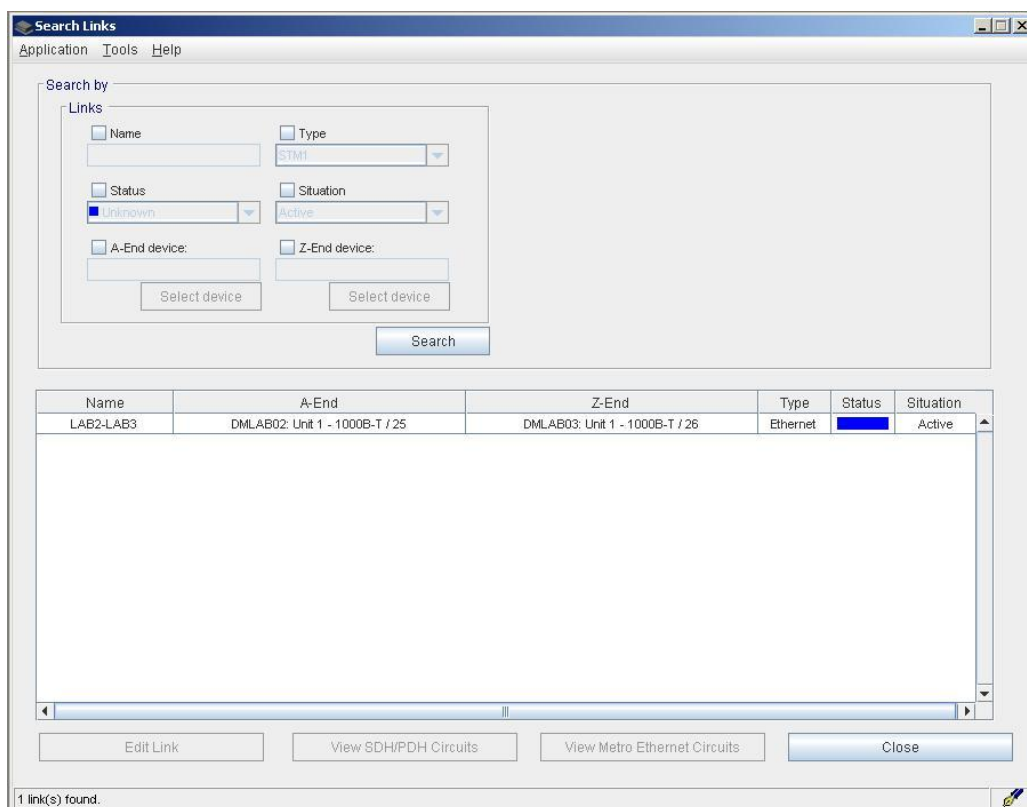 Search Links
Application Tools Help
Search by
Links
Name
Type
STM1
Status
Situation
Unknown
Active
A-End device:
Z-End device:
Select device
Select device
Search
Name A-End Z-End Type Status Situation
LAB2-LAB3 DMLAB02: Unit 1 - 1000B-T / 25 DMLAB03: Unit 1 - 1000B-T / 26 Ethernet Active
Edit Link View SDH/PDH Circuits View Metro Ethernet Circuits Close
1 link(s) found.